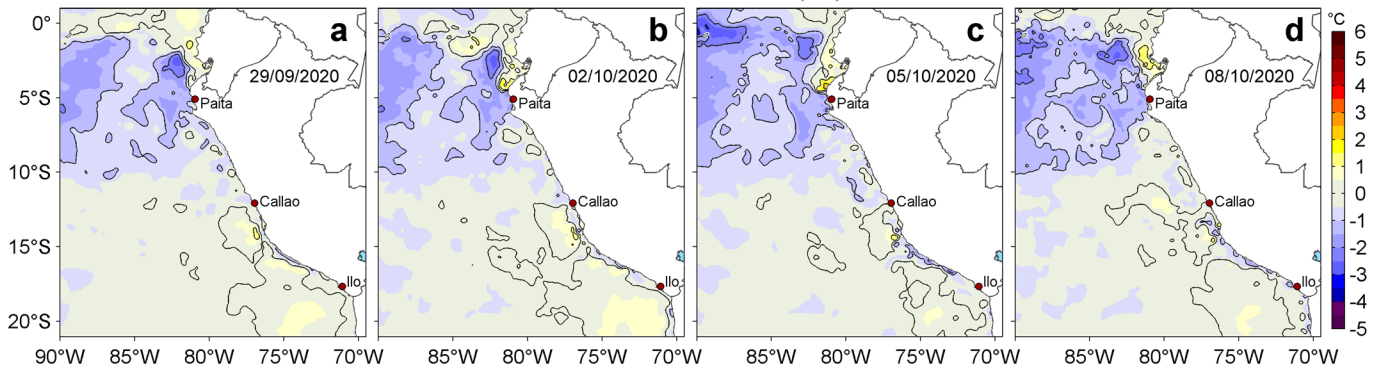 a b c d
°C
0° 29/09/2020 02/10/2020 05/10/2020 08/10/2020 6
5
4
5°S Paita Paita Paita Paita 3
2
1
10°S 0
Callao Callao Callao Callao -1
15°S -2
-3
Ilo Ilo Ilo Ilo -4
20°S -5
90°W 85°W 80°W 75°W 70°W 85°W 80°W 75°W 70°W 85°W 80°W 75°W 70°W 85°W 80°W 75°W 70°W